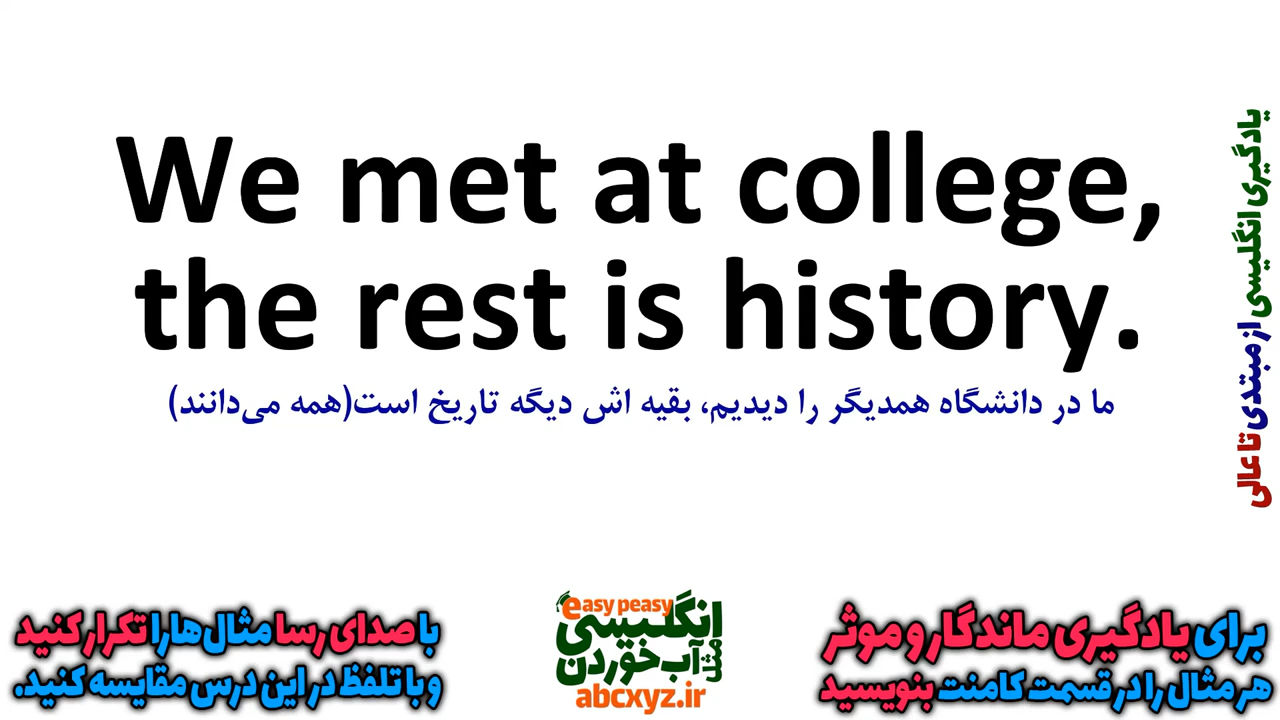 We met at college,
the rest is history.
ما در دانشگاه همدیگر را دیدیم، بقیه اش دیگه تاریخ است(همه می‌دانند)
یادگیری انگلیسی از مبتدی تا عالی
برای یادگیری ماندگار و موثر
هر مثال را در قسمت کامنت بنویسید
easy peasy
انگلیسی
مثل آب خوردن
abcxyz.ir
با صدای رسا مثال‌ها را تکرار کنید
و با تلفظ در این درس مقایسه کنید.